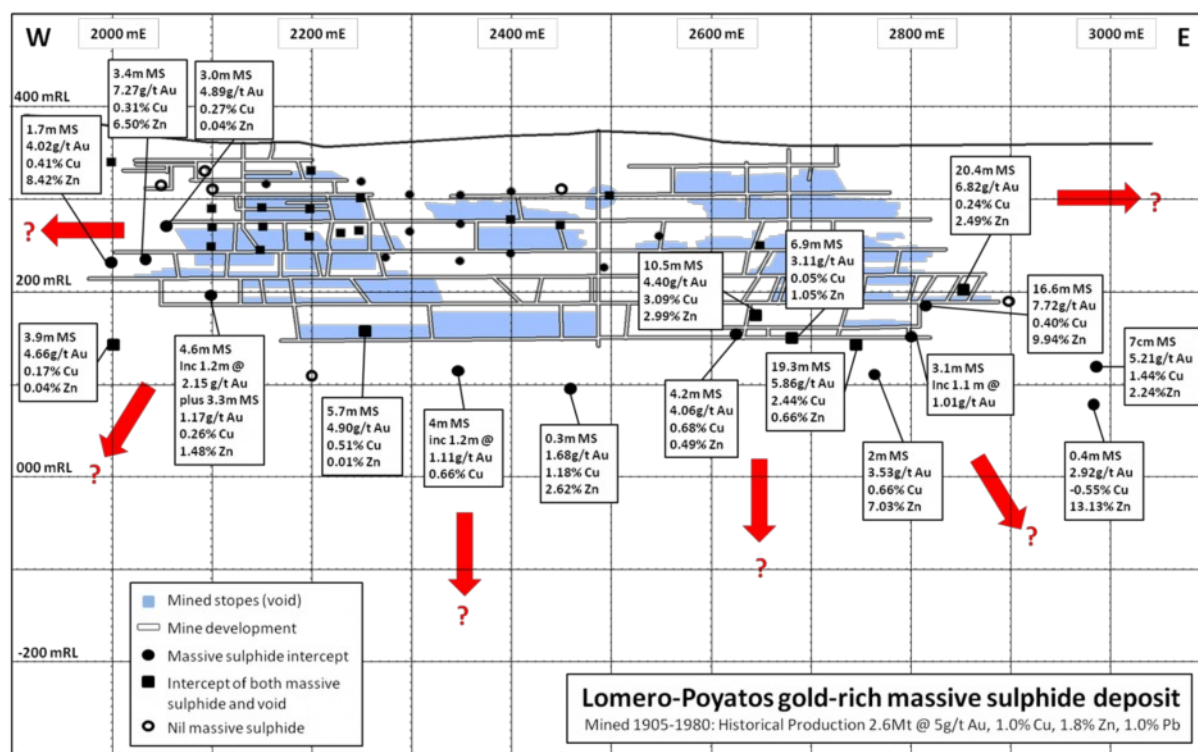 W
2000 mE
2200 mE
2400 mE
2600 mE
2800 mE
3000 mE
E
400 mRL
3.4m MS
7.27g/t Au
0.31% Cu
6.50% Zn
3.0m MS
4.89g/t Au
0.27% Cu
0.04% Zn
1.7m MS
4.02g/t Au
0.41% Cu
8.42% Zn
20.4m MS
6.82g/t Au
0.24% Cu
2.49% Zn
?
?
6.9m MS
3.11g/t Au
0.05% Cu
1.05% Zn
10.5m MS
4.40g/t Au
3.09% Cu
2.99% Zn
200 mRL
16.6m MS
7.72g/t Au
0.40% Cu
9.94% Zn
3.9m MS
4.66g/t Au
0.17% Cu
0.04% Zn
4.6m MS
Inc 1.2m @
2.15 g/t Au
plus 3.3m MS
1.17g/t Au
0.26% Cu
1.48% Zn
5.7m MS
4.90g/t Au
0.51% Cu
0.01% Zn
4m MS
inc 1.2m @
1.11g/t Au
0.66% Cu
0.3m MS
1.68g/t Au
1.18% Cu
2.62% Zn
4.2m MS
4.06g/t Au
0.68% Cu
0.49% Zn
19.3m MS
5.86g/t Au
2.44% Cu
0.66% Zn
3.1m MS
Inc 1.1 m @
1.01g/t Au
7cm MS
5.21g/t Au
1.44% Cu
2.24%Zn
2m MS
3.53g/t Au
0.66% Cu
7.03% Zn
0.4m MS
2.92g/t Au
-0.55% Cu
13.13% Zn
000 mRL
?
?
?
?
-200 mRL
Mined stopes (void)
Mine development
Massive sulphide intercept
Intercept of both massive
sulphide and void
Nil massive sulphide
Lomero-Poyatos gold-rich massive sulphide deposit
Mined 1905-1980: Historical Production 2.6Mt @ 5g/t Au, 1.0% Cu, 1.8% Zn, 1.0% Pb